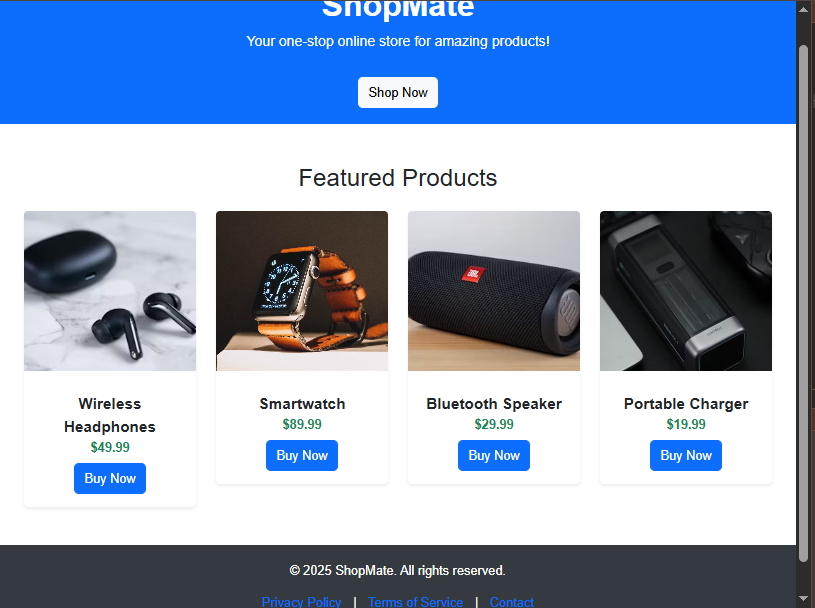 ShopMate
Your one-stop online store for amazing products!
Shop Now
Featured Products
JBL
Wireless
Headphones
$49.99
Buy Now
Smartwatch
$89.99
Buy Now
Bluetooth Speaker
$29.99
Buy Now
Portable Charger
$19.99
Buy Now
© 2025 ShopMate. All rights reserved.
Privacy Policy | Terms of Service | Contact